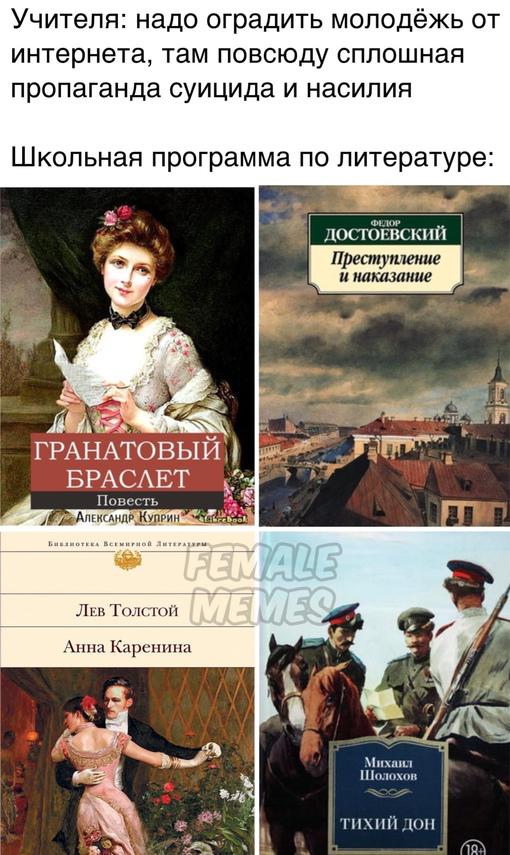 Учителя: надо оградить молодёжь от
интернета, там повсюду сплошная
пропаганда суицида и насилия
Школьная программа по литературе:
ГРАНАТОВЫЙ
БРАСЛЕТ
Повесть
Александр Куприн
ФЕДОР
ДОСТОЕВСКИЙ
Преступление
и наказание
Библиотека Всемирной Литературы
Лев Толстой
Анна Каренина
FEMALE
MEMES
Михаил
Шолохов
ТИХИЙ ДОН
18+